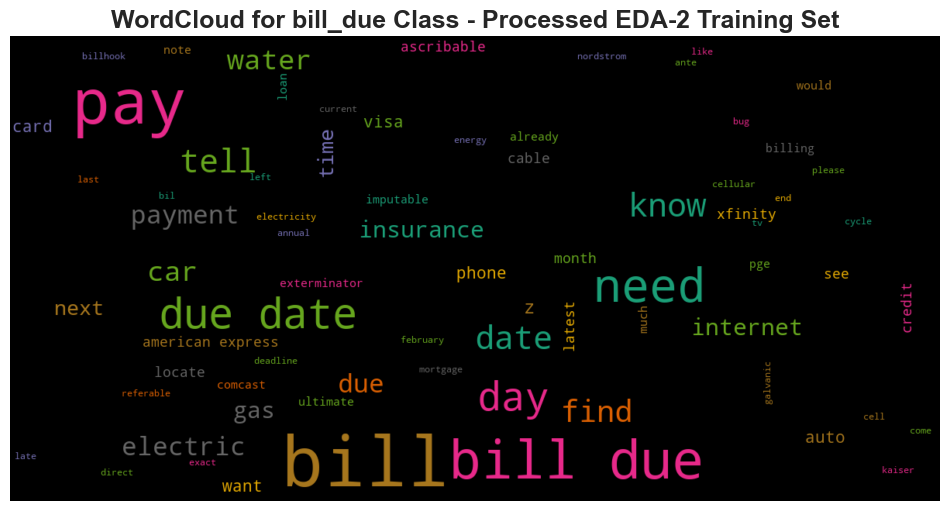 WordCloud for bill_due Class - Processed EDA-2 Training Set
billhook
note
water
ascribable
nordstrom
like
ante
loan
pay
would
current
card
visa
time
bug
tell
energy
already
cable
billing
last
left
please
cellular
bil
imputable
know
end
xfinity
payment
electricity
annual
insurance
tv
cycle
month
car
exterminator
phone
need
pge
see
next
due date
z
latest
much
credit
american express
february
date
internet
deadline
locate
comcast
due
mortgage
referable
ultimate
gas
day
find
galvanic
cell
electric
auto
come
late
direct
exact
want
bill
bill due
kaiser